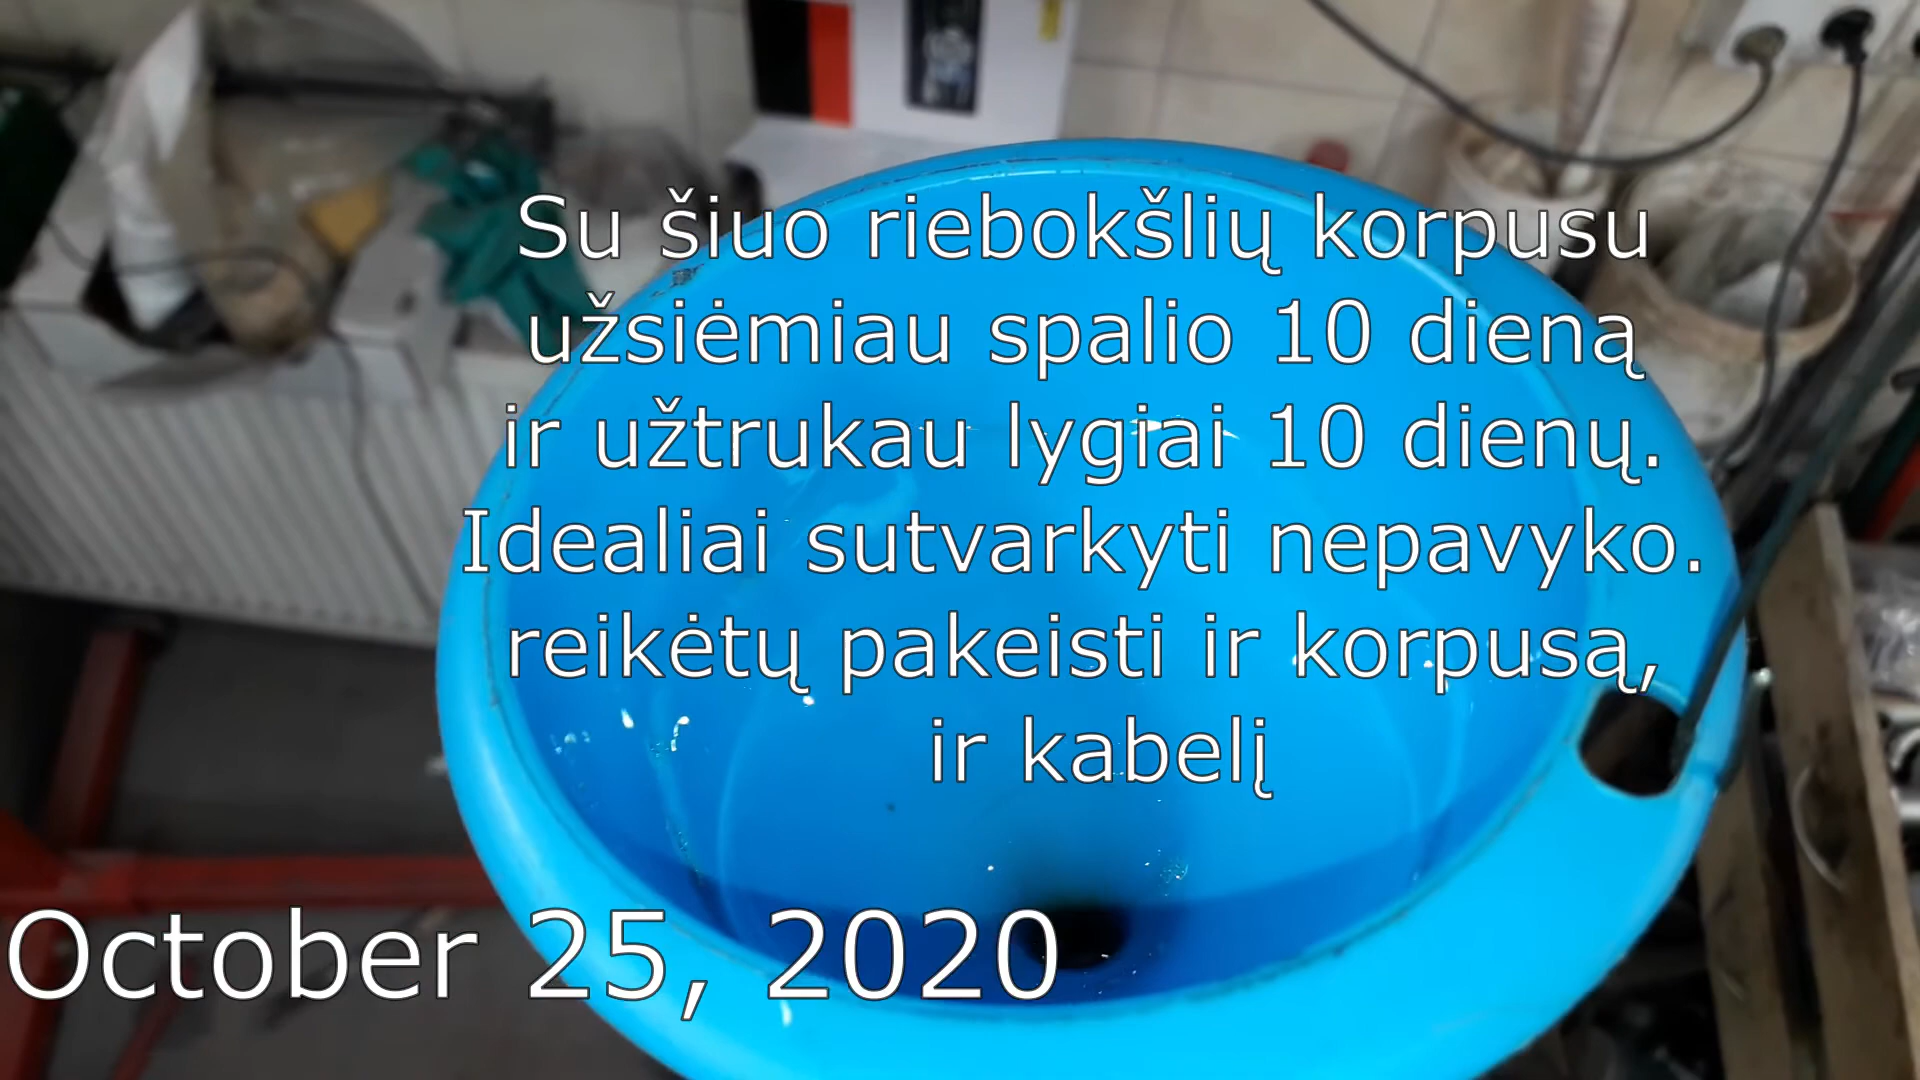 Su šiuo riebokšlių korpusu
užsiėmiau spalio 10 dieną
ir užtrukau lygiai 10 dienų.
Idealiai sutvarkyti nepavyko.
reikėtų pakeisti ir korpusą,
ir kabelį
October 25, 2020